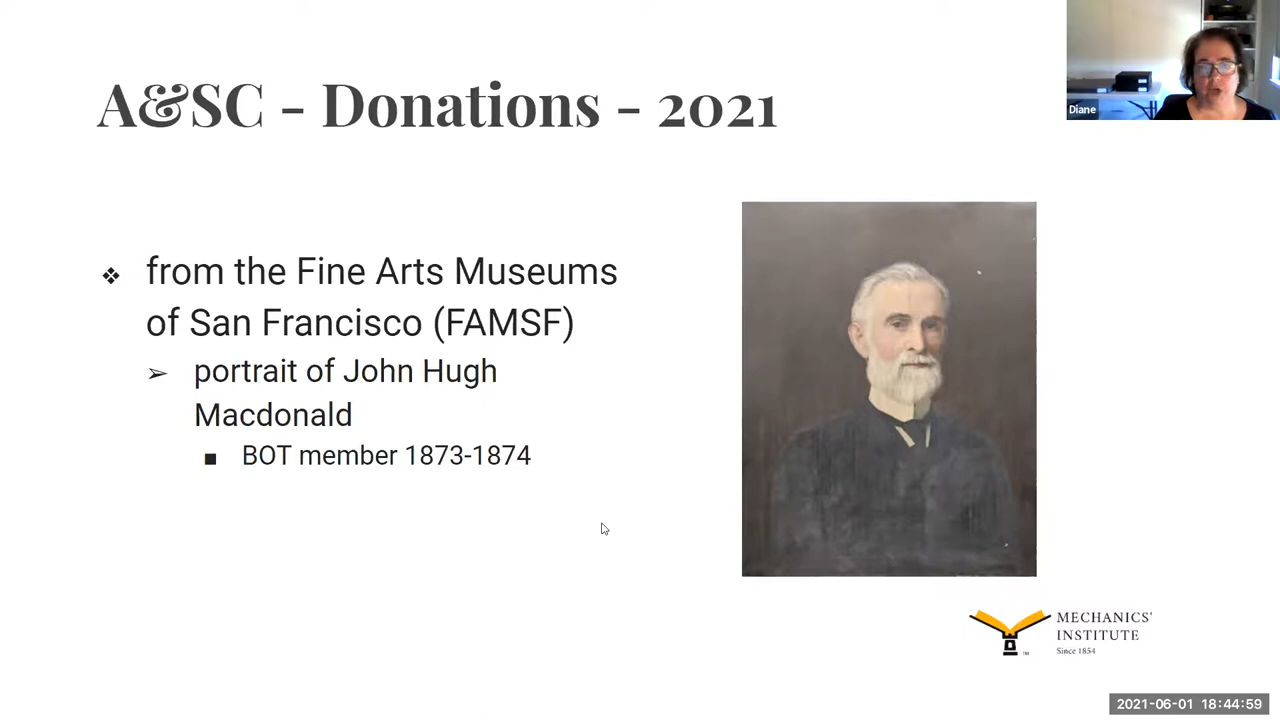 A&SC - Donations - 2021
Diane
❖ from the Fine Arts Museums
of San Francisco (FAMSF)
➢ portrait of John Hugh
Macdonald
■ BOT member 1873-1874
MECHANICS'
INSTITUTE
TM
Since 1854
2021-06-01 18:44:59